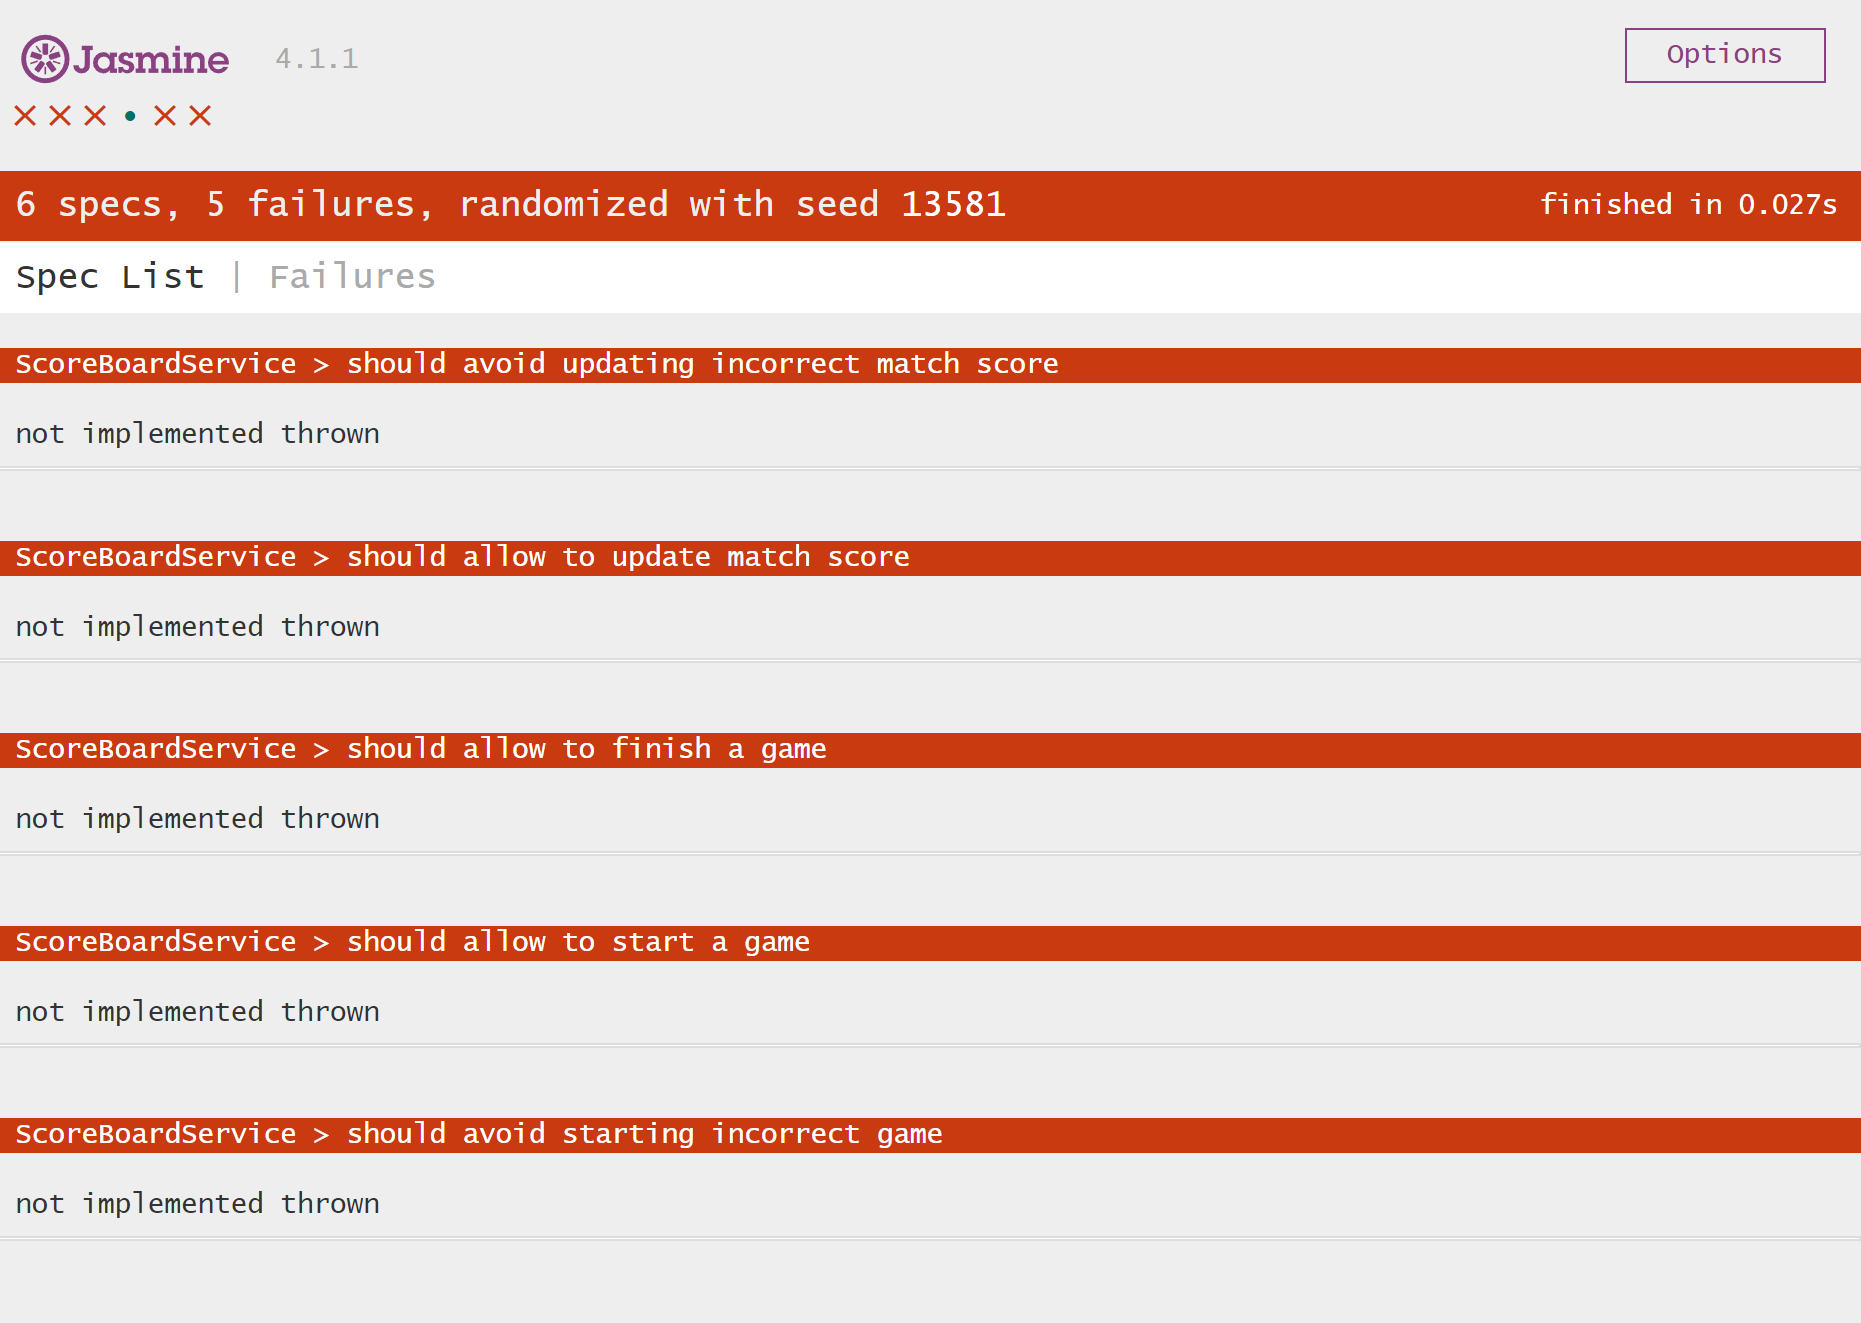 Jasmine 4.1.1 Options
× × × • × ×
6 specs, 5 failures, randomized with seed 13581 finished in 0.027s
Spec List | Failures
ScoreBoardService > should avoid updating incorrect match score
not implemented thrown
ScoreBoardService > should allow to update match score
not implemented thrown
ScoreBoardService > should allow to finish a game
not implemented thrown
ScoreBoardService > should allow to start a game
not implemented thrown
ScoreBoardService > should avoid starting incorrect game
not implemented thrown